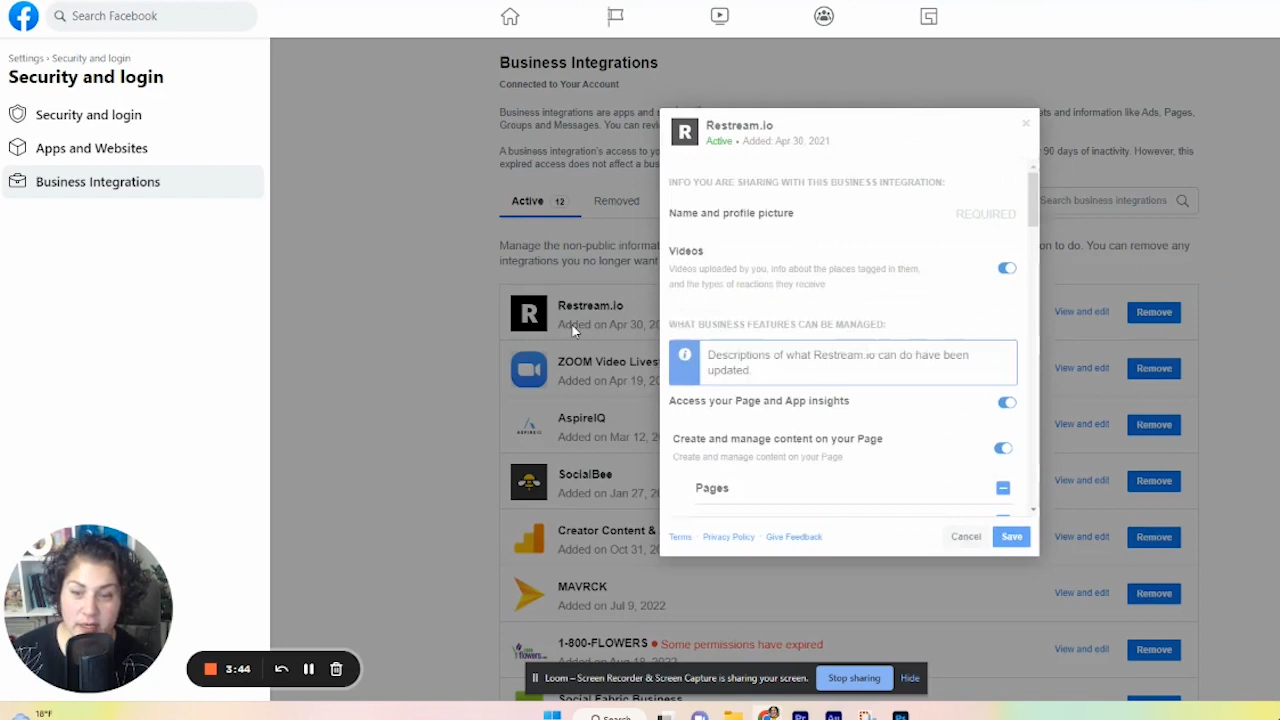 Search Facebook
Settings › Security and login
Security and login
Security and login
Apps and Websites
Business Integrations
Business Integrations
Connected to Your Account
Business integrations are apps and
ets and information like Ads, Pages,
Groups and Messages. You can
A business integration's access to
90 days of inactivity. However, this
expired access does not affect a
Active 12
Removed
Search business integrations
Manage the non-public
on to do. You can remove any
integrations you no longer want
Restream.io
Added on Apr 30, 20
View and edit
Remove
ZOOM Video
Added on Apr 19,
View and edit
Remove
ASPIREIQ
AspireIQ
Added on Mar 12,
View and edit
Remove
SocialBee
Added on Jan 27,
View and edit
Remove
Creator Content &
Added on Oct 31,
View and edit
Remove
MAVRCK
Added on Jul 9, 2022
View and edit
Remove
1-800-FLOWERS • Some permissions have expired
View and edit
Remove
R Restream.io
Active • Added: Apr 30, 2021
INFO YOU ARE SHARING WITH THIS BUSINESS INTEGRATION:
Name and profile picture
REQUIRED
Videos
Videos uploaded by you, info about the places tagged in them,
and the types of reactions they receive
WHAT BUSINESS FEATURES CAN BE MANAGED:
Descriptions of what Restream.io can do have been
updated.
Access your Page and App insights
Create and manage content on your Page
Create and manage content on your Page
Pages
Terms · Privacy Policy · Give Feedback
Cancel
Save
3:44
Loom – Screen Recorder & Screen Capture is sharing your screen.
Stop sharing
Hide
18°F
Search